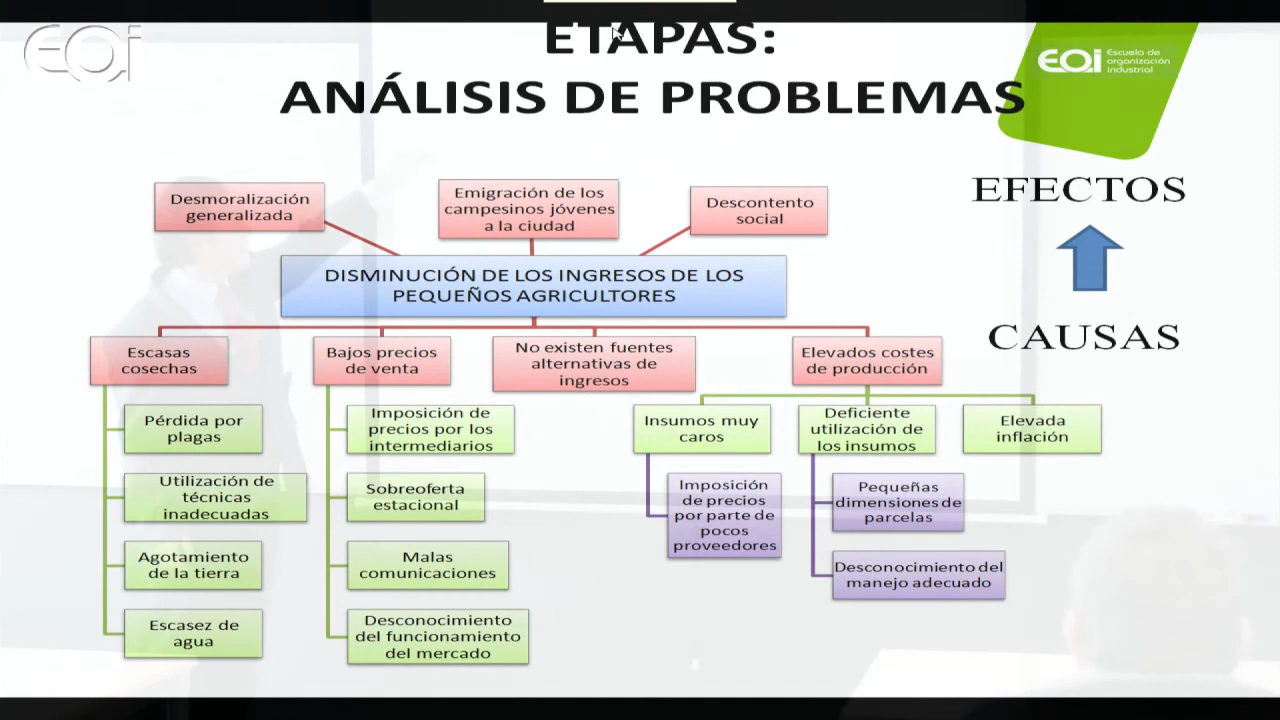 EOi
ETAPAS:
ANÁLISIS DE PROBLEMAS
EOi
Escuela de
organización
industrial
EFECTOS
CAUSAS
Desmoralización
generalizada
Emigración de los
campesinos jóvenes
a la ciudad
Descontento
social
DISMINUCIÓN DE LOS INGRESOS DE LOS
PEQUEÑOS AGRICULTORES
Escasas
cosechas
Bajos precios
de venta
No existen fuentes
alternativas de
ingresos
Elevados costes
de producción
Pérdida por
plagas
Utilización de
técnicas
inadecuadas
Agotamiento
de la tierra
Escasez de
agua
Imposición de
precios por los
intermediarios
Sobreoferta
estacional
Malas
comunicaciones
Desconocimiento
del funcionamiento
del mercado
Insumos muy
caros
Imposición
de precios
por parte de
pocos
proveedores
Deficiente
utilización de
los insumos
Pequeñas
dimensiones de
parcelas
Desconocimiento del
manejo adecuado
Elevada
inflación